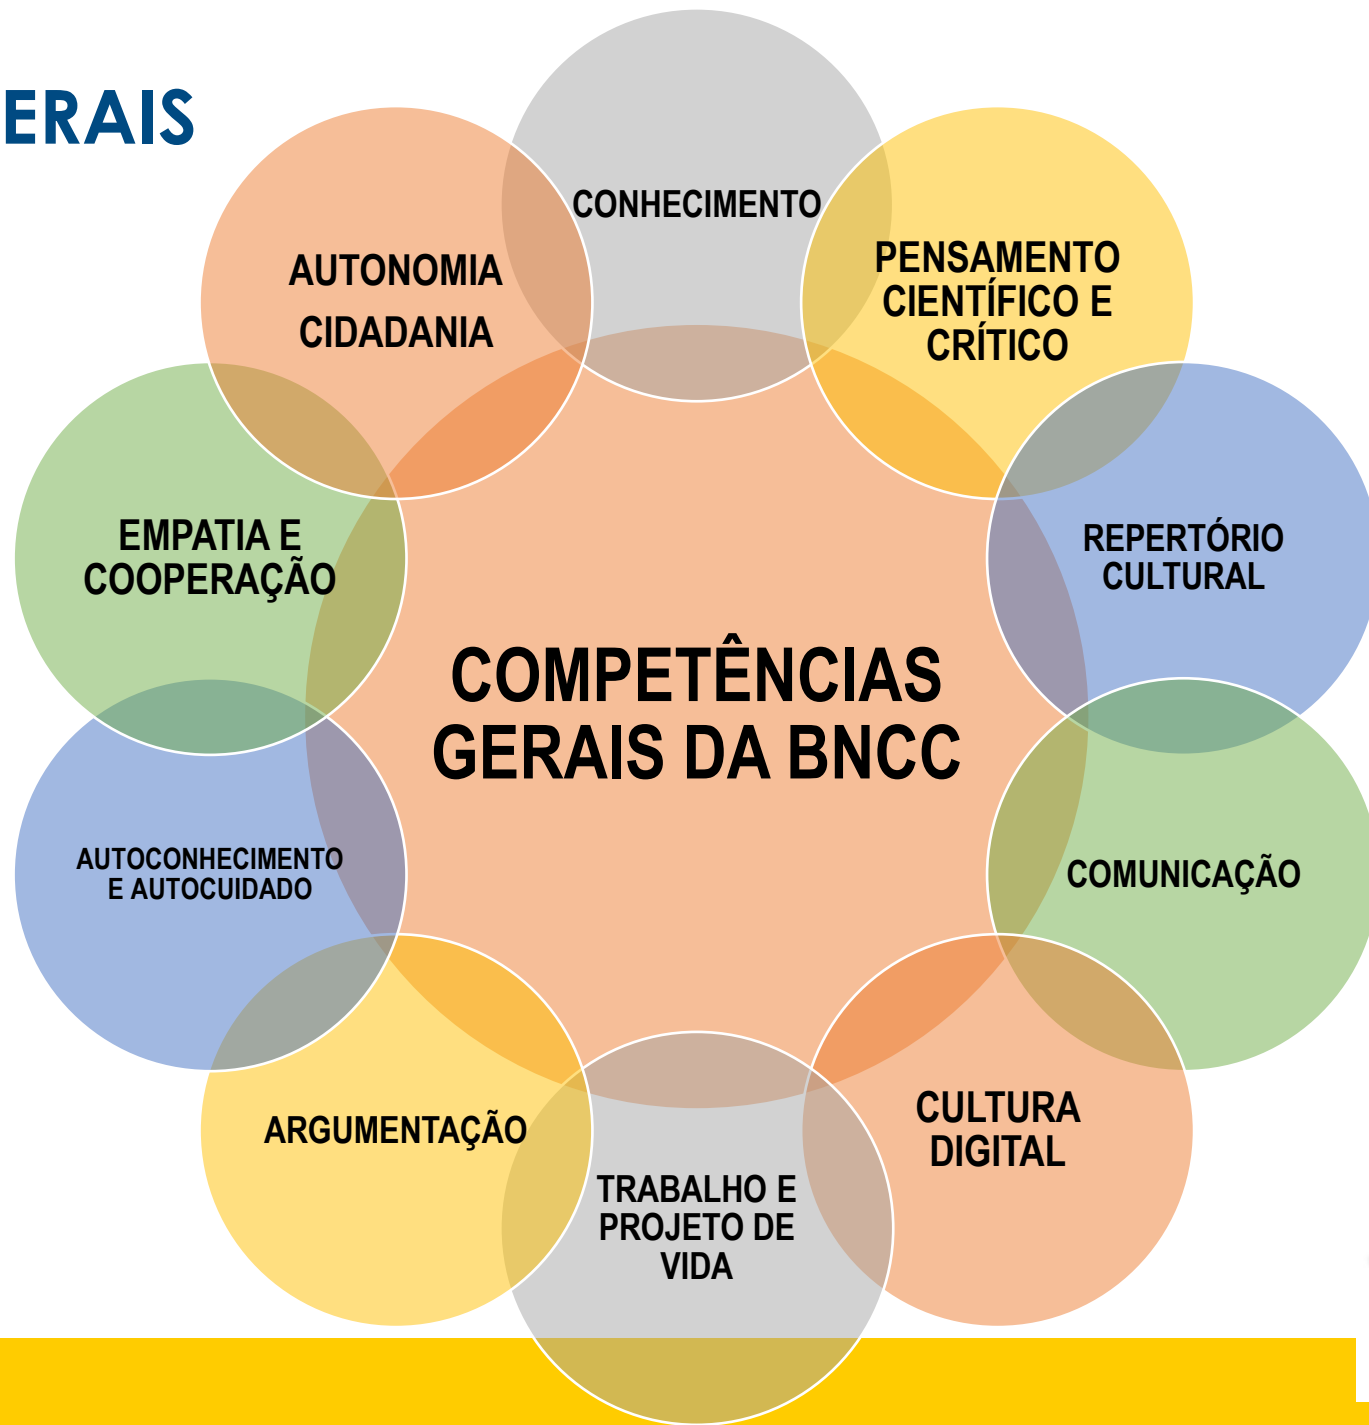 ERAIS
CONHECIMENTO
PENSAMENTO
CIENTÍFICO E
CRÍTICO
REPERTÓRIO
CULTURAL
COMUNICAÇÃO
CULTURA
DIGITAL
TRABALHO E
PROJETO DE
VIDA
ARGUMENTAÇÃO
AUTOCONHECIMENTO
E AUTOCUIDADO
EMPATIA E
COOPERAÇÃO
AUTONOMIA
CIDADANIA
COMPETÊNCIAS
GERAIS DA BNCC